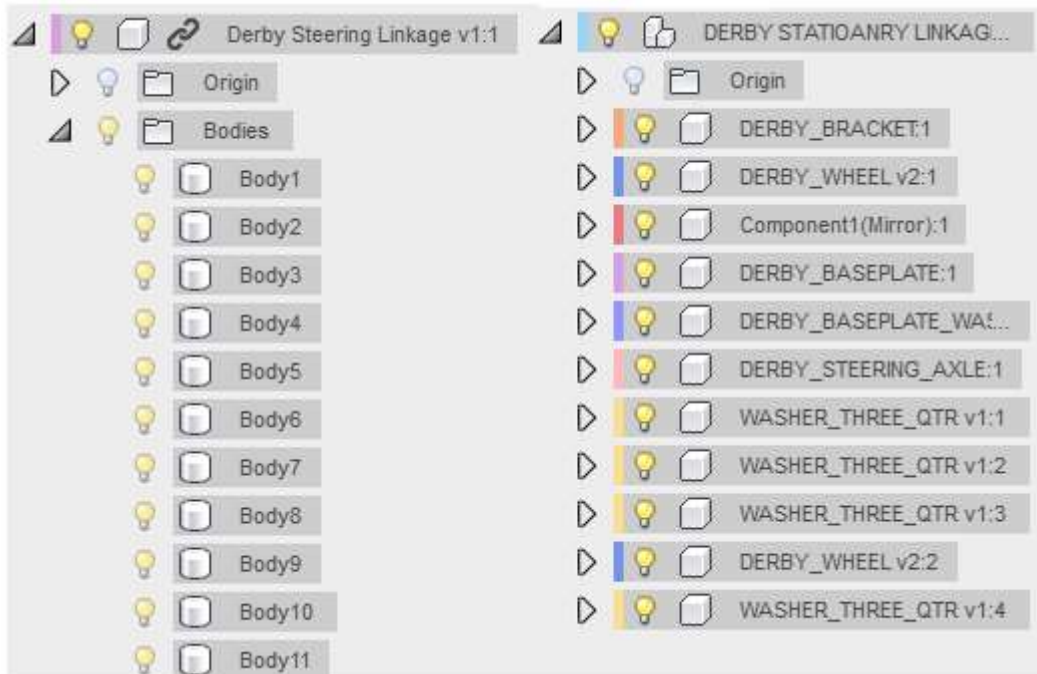 Derby Steering Linkage v1:1
Origin
Bodies
Body1
Body2
Body3
Body4
Body5
Body6
Body7
Body8
Body9
Body10
Body11
DERBY STATIOANRY LINKAG...
Origin
DERBY_BRACKET:1
DERBY_WHEEL v2:1
Component1(Mirror):1
DERBY_BASEPLATE:1
DERBY_BASEPLATE_WAS...
DERBY_STEERING_AXLE:1
WASHER_THREE_QTR v1:1
WASHER_THREE_QTR v1:2
WASHER_THREE_QTR v1:3
DERBY_WHEEL v2:2
WASHER_THREE_QTR v1:4